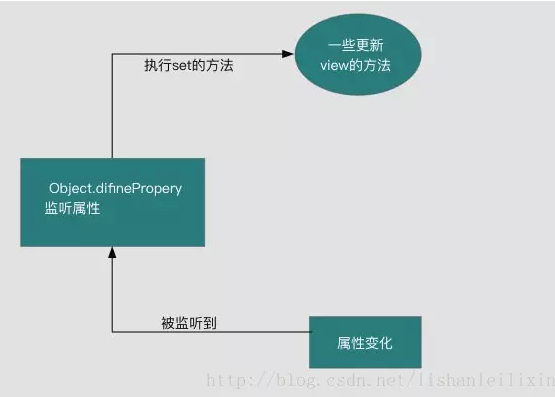 一些更新
view的方法
执行set的方法
Object.difinePropery
监听属性
被监听到
属性变化
http://blog.csdn.net/lishanleilixin